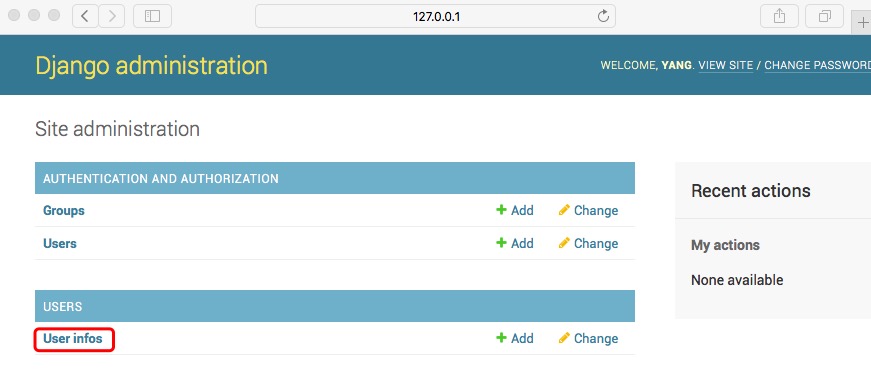 127.0.0.1
Django administration
WELCOME, YANG. VIEW SITE / CHANGE PASSWORD
Site administration
AUTHENTICATION AND AUTHORIZATION
Groups Add Change
Users Add Change
USERS
User infos Add Change
Recent actions
My actions
None available